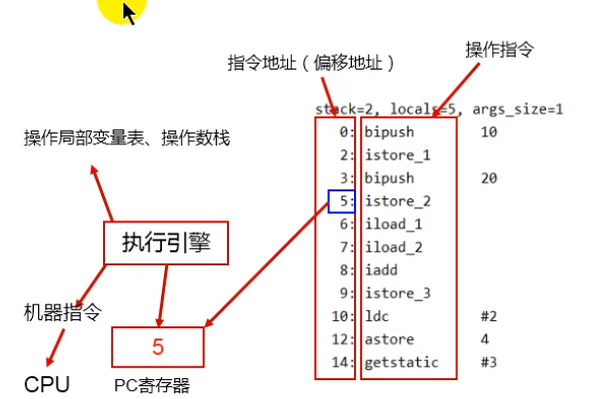 操作指令
指令地址（偏移地址）
stack=2, locals=5, args_size=1
0: bipush 10
2: istore_1
3: bipush 20
5: istore_2
6: iload_1
7: iload_2
8: iadd
9: istore_3
10: ldc #2
12: astore 4
14: getstatic #3
操作局部变量表、操作数栈
执行引擎
机器指令
5
CPU
PC寄存器